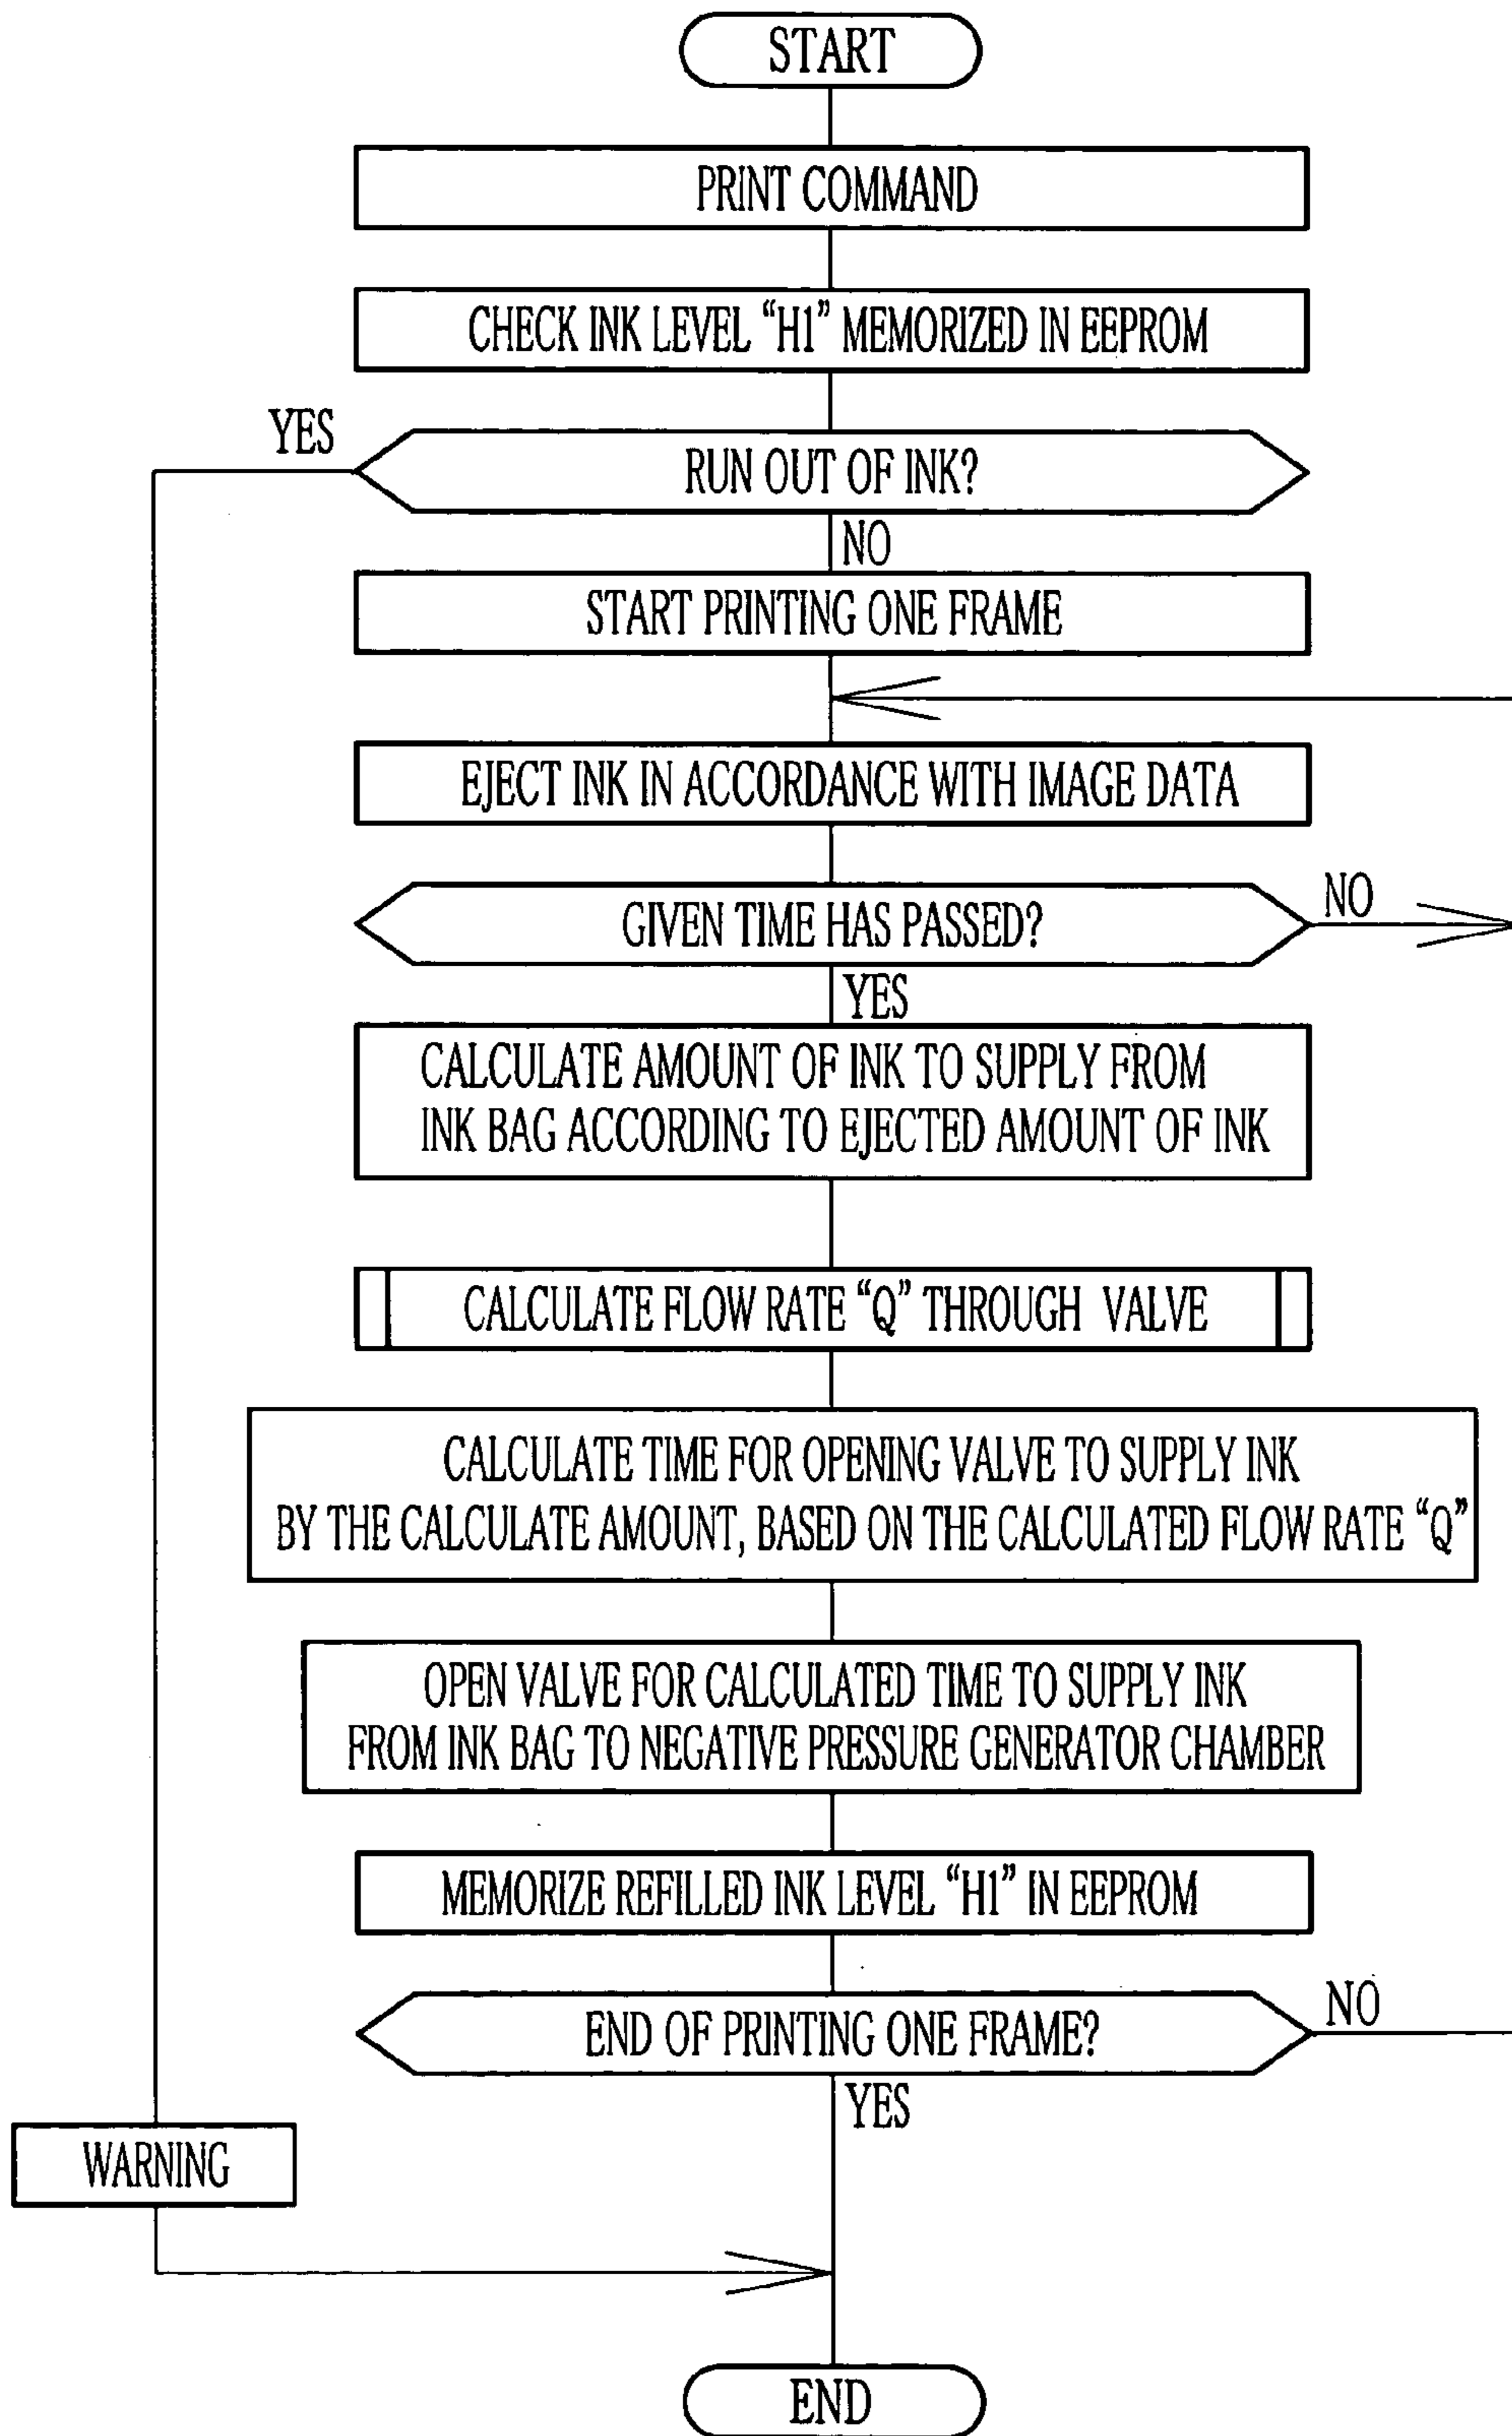 START
PRINT COMMAND
CHECK INK LEVEL “H1” MEMORIZED IN EEPROM
YES
RUN OUT OF INK?
NO
START PRINTING ONE FRAME
EJECT INK IN ACCORDANCE WITH IMAGE DATA
GIVEN TIME HAS PASSED?
NO
YES
CALCULATE AMOUNT OF INK TO SUPPLY FROM
INK BAG ACCORDING TO EJECTED AMOUNT OF INK
CALCULATE FLOW RATE “Q” THROUGH VALVE
CALCULATE TIME FOR OPENING VALVE TO SUPPLY INK
BY THE CALCULATE AMOUNT, BASED ON THE CALCULATED FLOW RATE “Q”
OPEN VALVE FOR CALCULATED TIME TO SUPPLY INK
FROM INK BAG TO NEGATIVE PRESSURE GENERATOR CHAMBER
MEMORIZE REFILLED INK LEVEL “H1” IN EEPROM
END OF PRINTING ONE FRAME?
NO
YES
WARNING
END